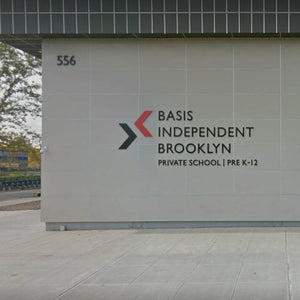 556
BASIS
INDEPENDENT
BROOKLYN
PRIVATE SCHOOL | PRE K-12